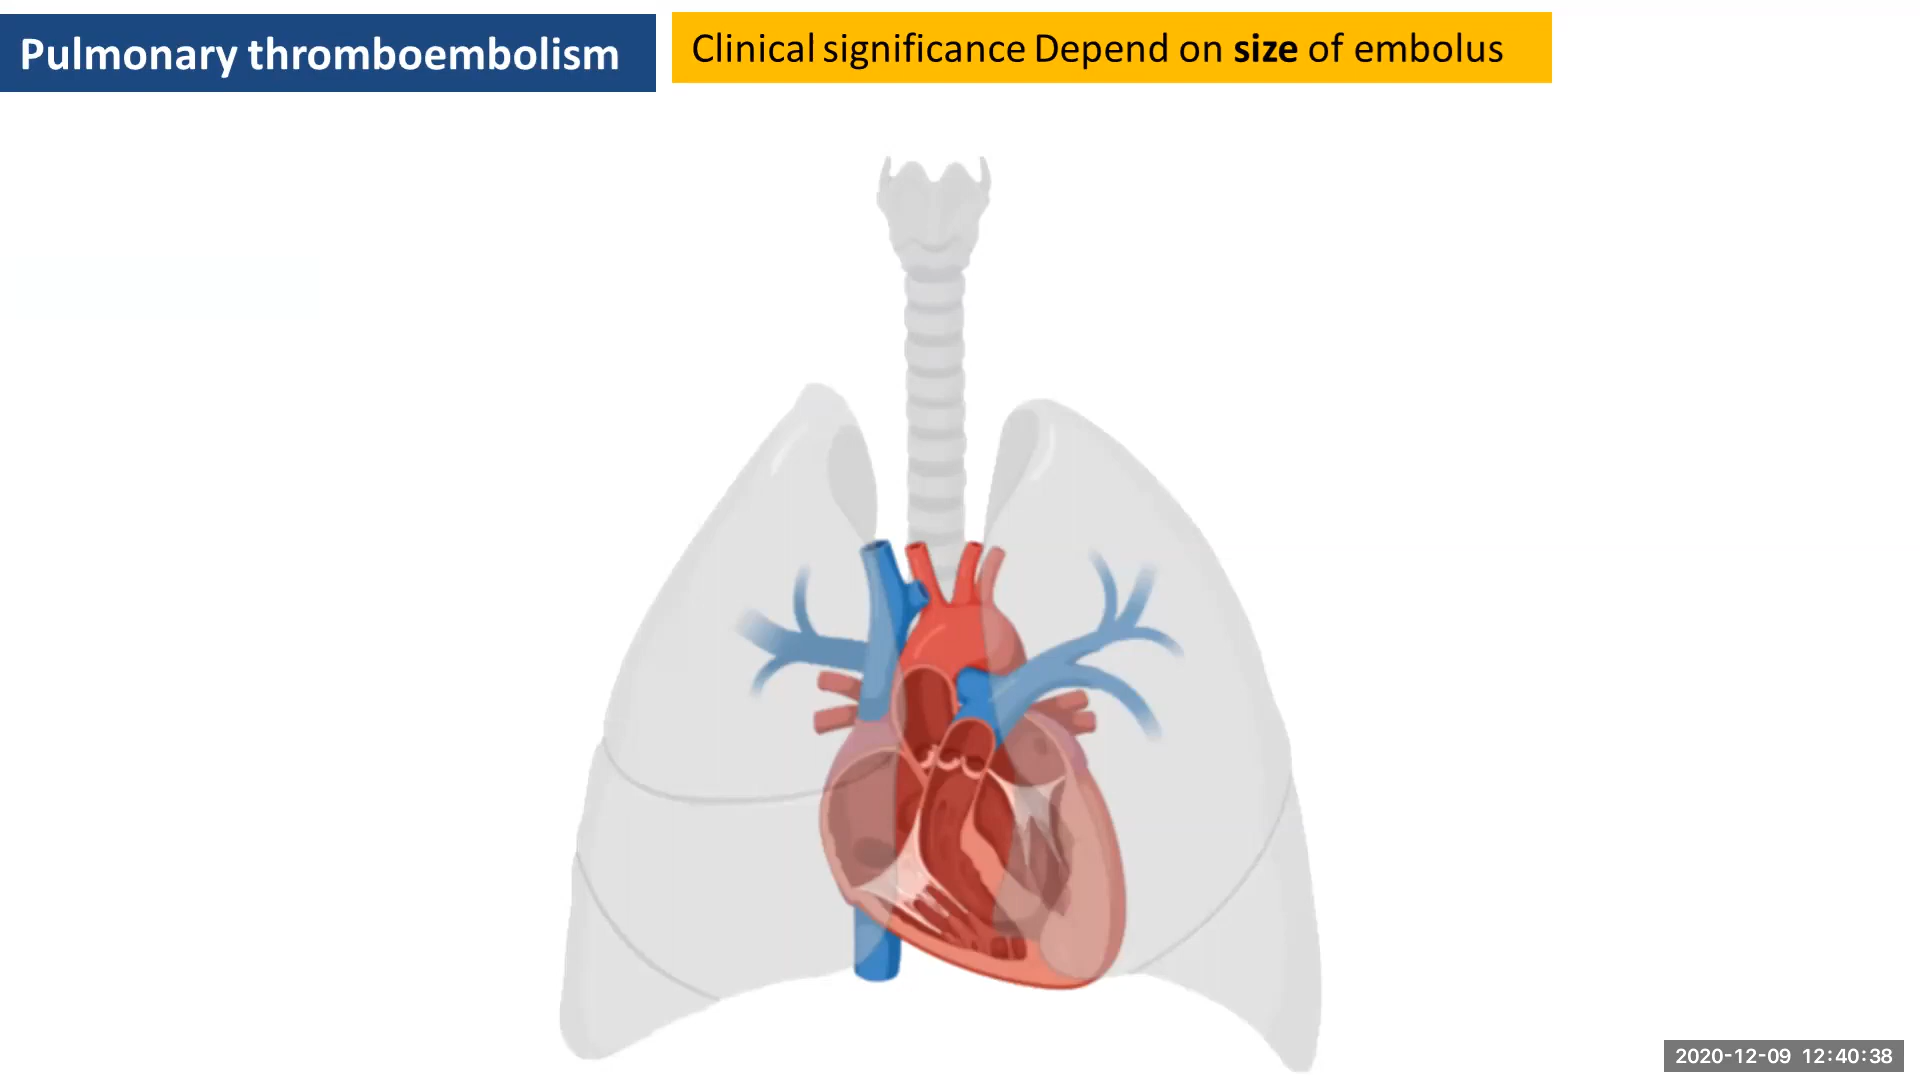 Pulmonary thromboembolism
Clinical significance Depend on size of embolus
2020-12-09 12:40:38